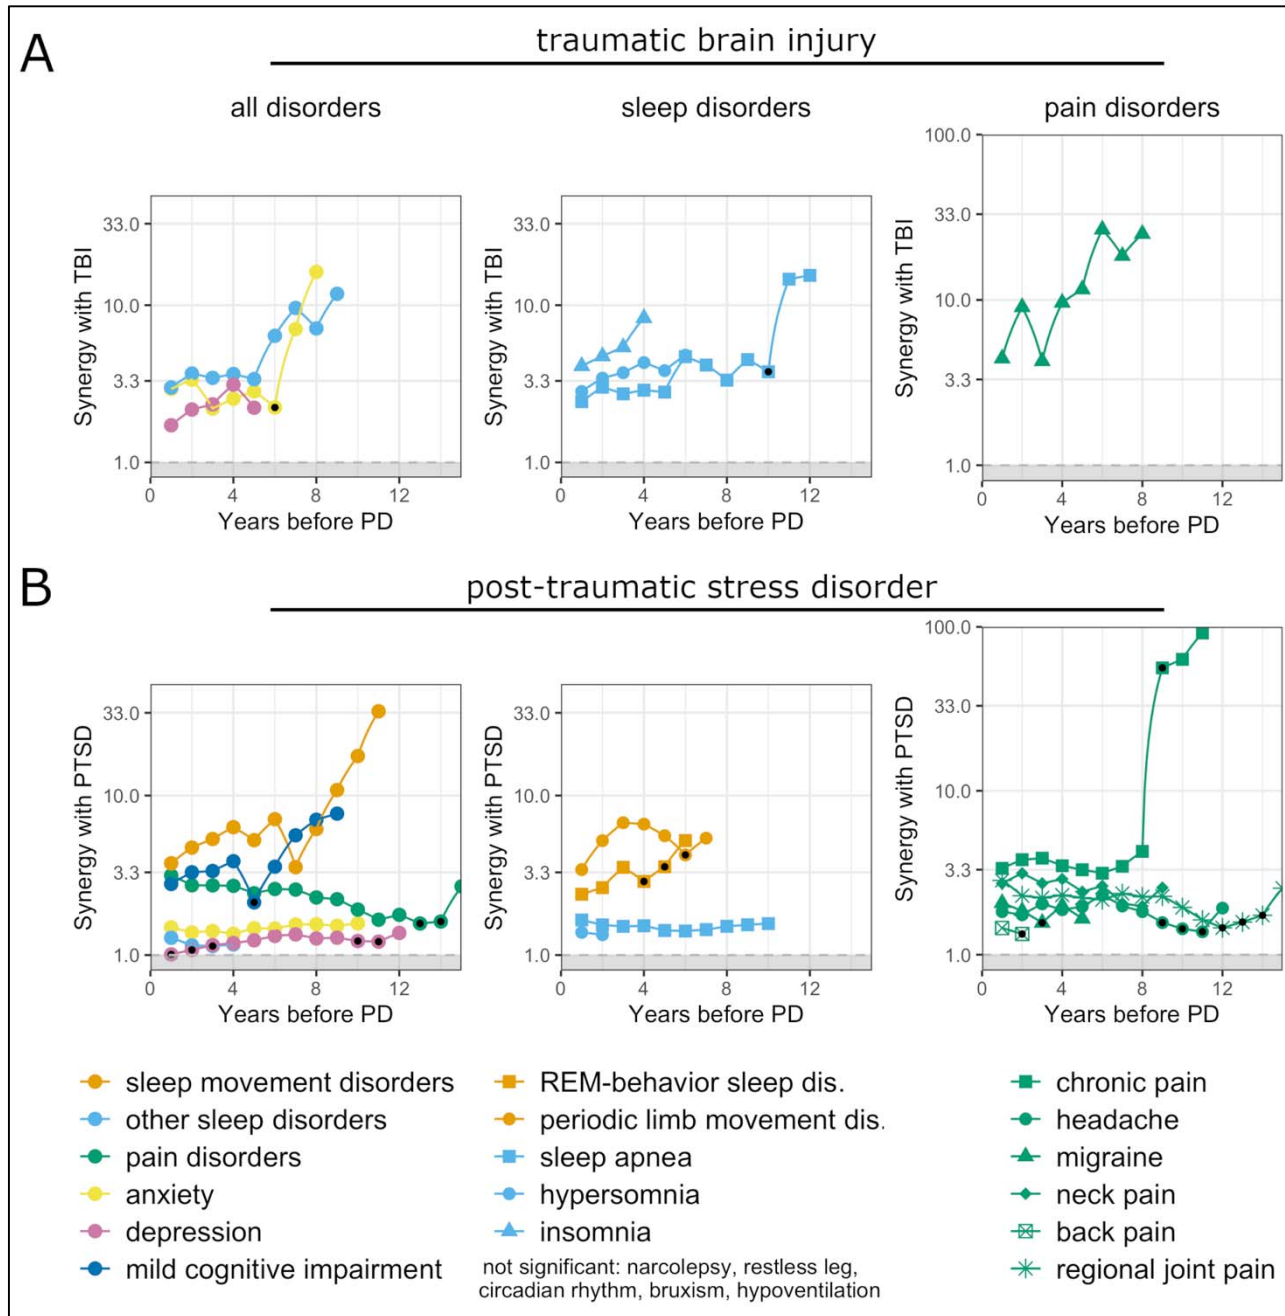 A
traumatic brain injury
all disorders
sleep disorders
pain disorders
Synergy with TBI
33.0
10.0
3.3
1.0
0 4 8 12
Years before PD
Synergy with TBI
33.0
10.0
3.3
1.0
0 4 8 12
Years before PD
Synergy with TBI
100.0
33.0
10.0
3.3
1.0
0 4 8 12
Years before PD
B
post-traumatic stress disorder
Synergy with PTSD
33.0
10.0
3.3
1.0
0 4 8 12
Years before PD
Synergy with PTSD
33.0
10.0
3.3
1.0
0 4 8 12
Years before PD
Synergy with PTSD
100.0
33.0
10.0
3.3
1.0
0 4 8 12
Years before PD
sleep movement disorders
other sleep disorders
pain disorders
anxiety
depression
mild cognitive impairment
REM-behavior sleep dis.
periodic limb movement dis.
sleep apnea
hypersomnia
insomnia
not significant: narcolepsy, restless leg,
circadian rhythm, bruxism, hypoventilation
chronic pain
headache
migraine
neck pain
back pain
regional joint pain